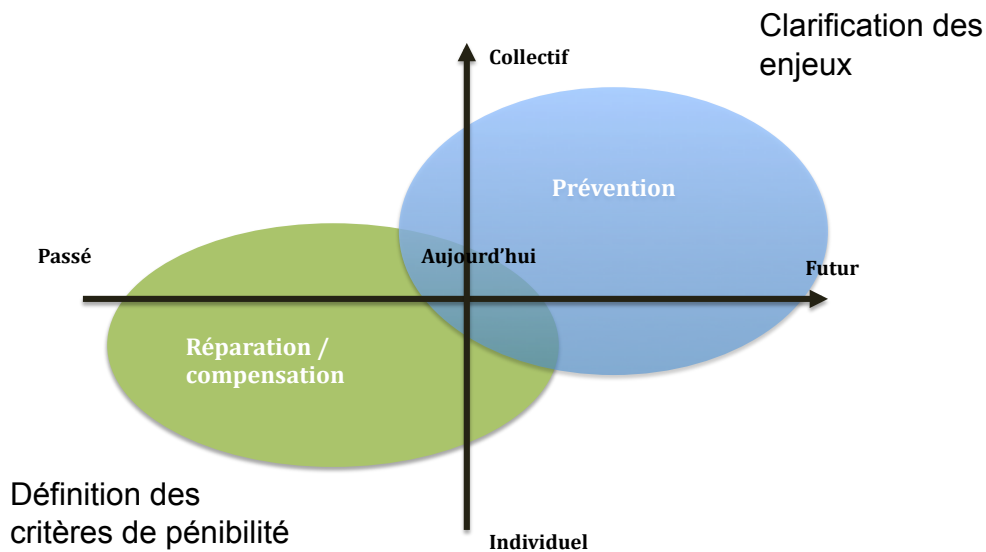 Clarification des
enjeux
Collectif
Prévention
Passé
Aujourd'hui
Futur
Réparation /
compensation
Définition des
critères de pénibilité
Individuel